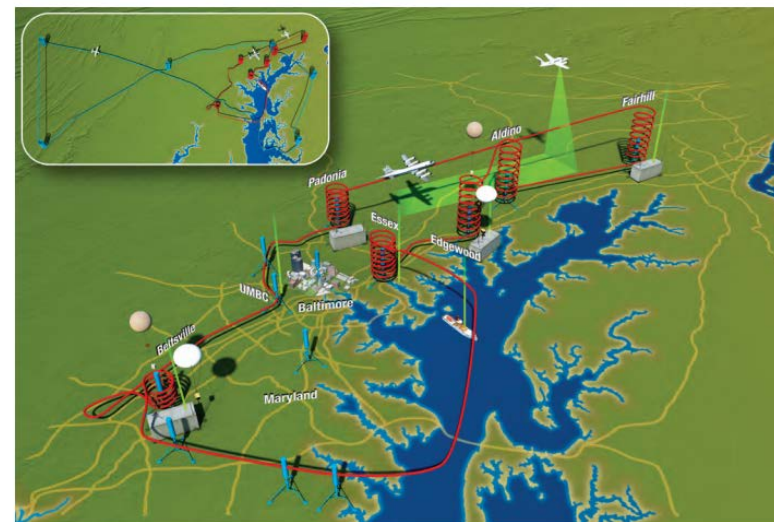 Fairhill
Aldino
Padonia
Essex
Edgewood
UMBC
Baltimore
Beltsville
Maryland